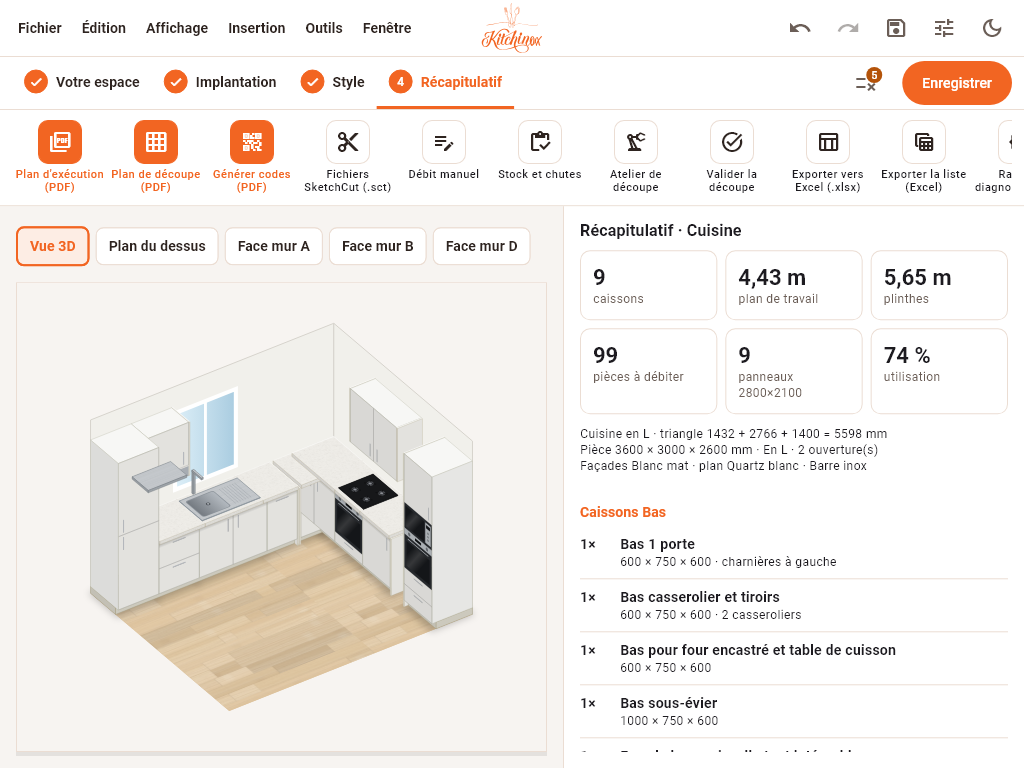 Fichier Édition Affichage Insertion Outils Fenêtre
Kitchinox
Votre espace Implantation Style 4 Récapitulatif 5 Enregistrer
PDF
Plan d'exécution (PDF)
Plan de découpe (PDF)
Générer codes (PDF)
Fichiers SketchCut (.sct)
Débit manuel
Stock et chutes
Atelier de découpe
Valider la découpe
Exporter vers Excel (.xlsx)
Exporter la liste (Excel)
Vue 3D Plan du dessus Face mur A Face mur B Face mur D
Récapitulatif · Cuisine
9
caissons
4,43 m
plan de travail
5,65 m
plinthes
99
pièces à débiter
9
panneaux
2800×2100
74 %
utilisation
Cuisine en L · triangle 1432 + 2766 + 1400 = 5598 mm
Pièce 3600 × 3000 × 2600 mm · En L · 2 ouverture(s)
Façades Blanc mat · plan Quartz blanc · Barre inox
Caissons Bas
1× Bas 1 porte
600 × 750 × 600 · charnières à gauche
1× Bas casserolier et tiroirs
600 × 750 × 600 · 2 casseroliers
1× Bas pour four encastré et table de cuisson
600 × 750 × 600
1× Bas sous-évier
1000 × 750 × 600